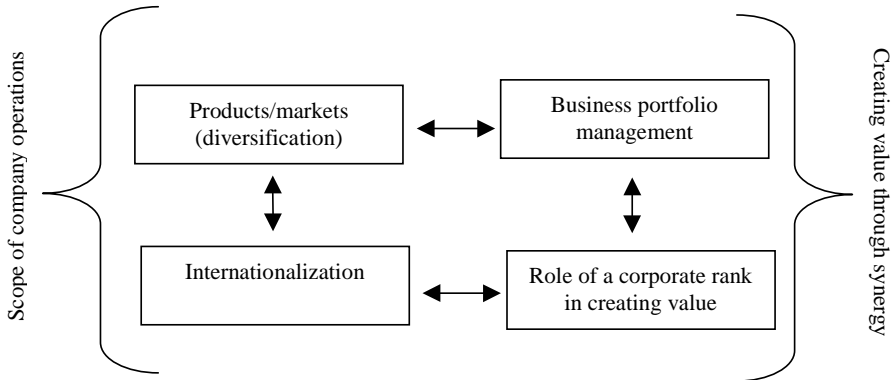 Scope of company operations
Products/markets
(diversification)
Business portfolio
management
Internationalization
Role of a corporate rank
in creating value
Creating value through synergy